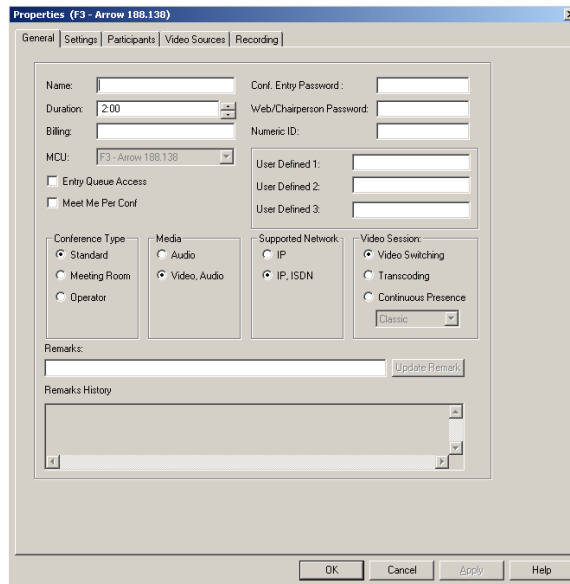 Properties (F3 - Arrow 188.138)
General Settings Participants Video Sources Recording
Name:
Conf. Entry Password :
Duration: 2:00
Web/Chairperson Password:
Billing:
Numeric ID:
MCU: F3 - Arrow 188.138
User Defined 1:
Entry Queue Access
User Defined 2:
Meet Me Per Conf
User Defined 3:
Conference Type
Standard
Meeting Room
Operator
Media
Audio
Video, Audio
Supported Network
IP
IP, ISDN
Video Session:
Video Switching
Transcoding
Continuous Presence
Classic
Remarks:
Update Remark
Remarks History
OK Cancel Apply Help